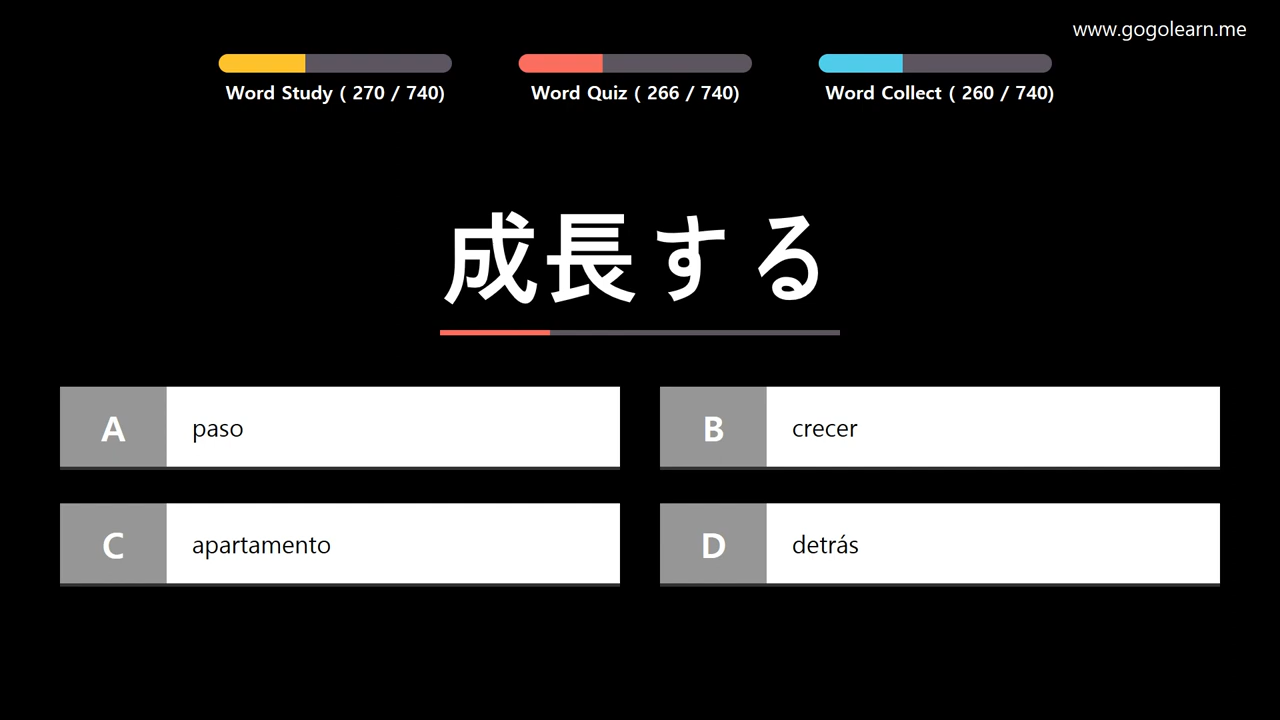 www.gogolearn.me
Word Study ( 270 / 740)
Word Quiz ( 266 / 740)
Word Collect ( 260 / 740)
成長する
A paso
B crecer
C apartamento
D detrás